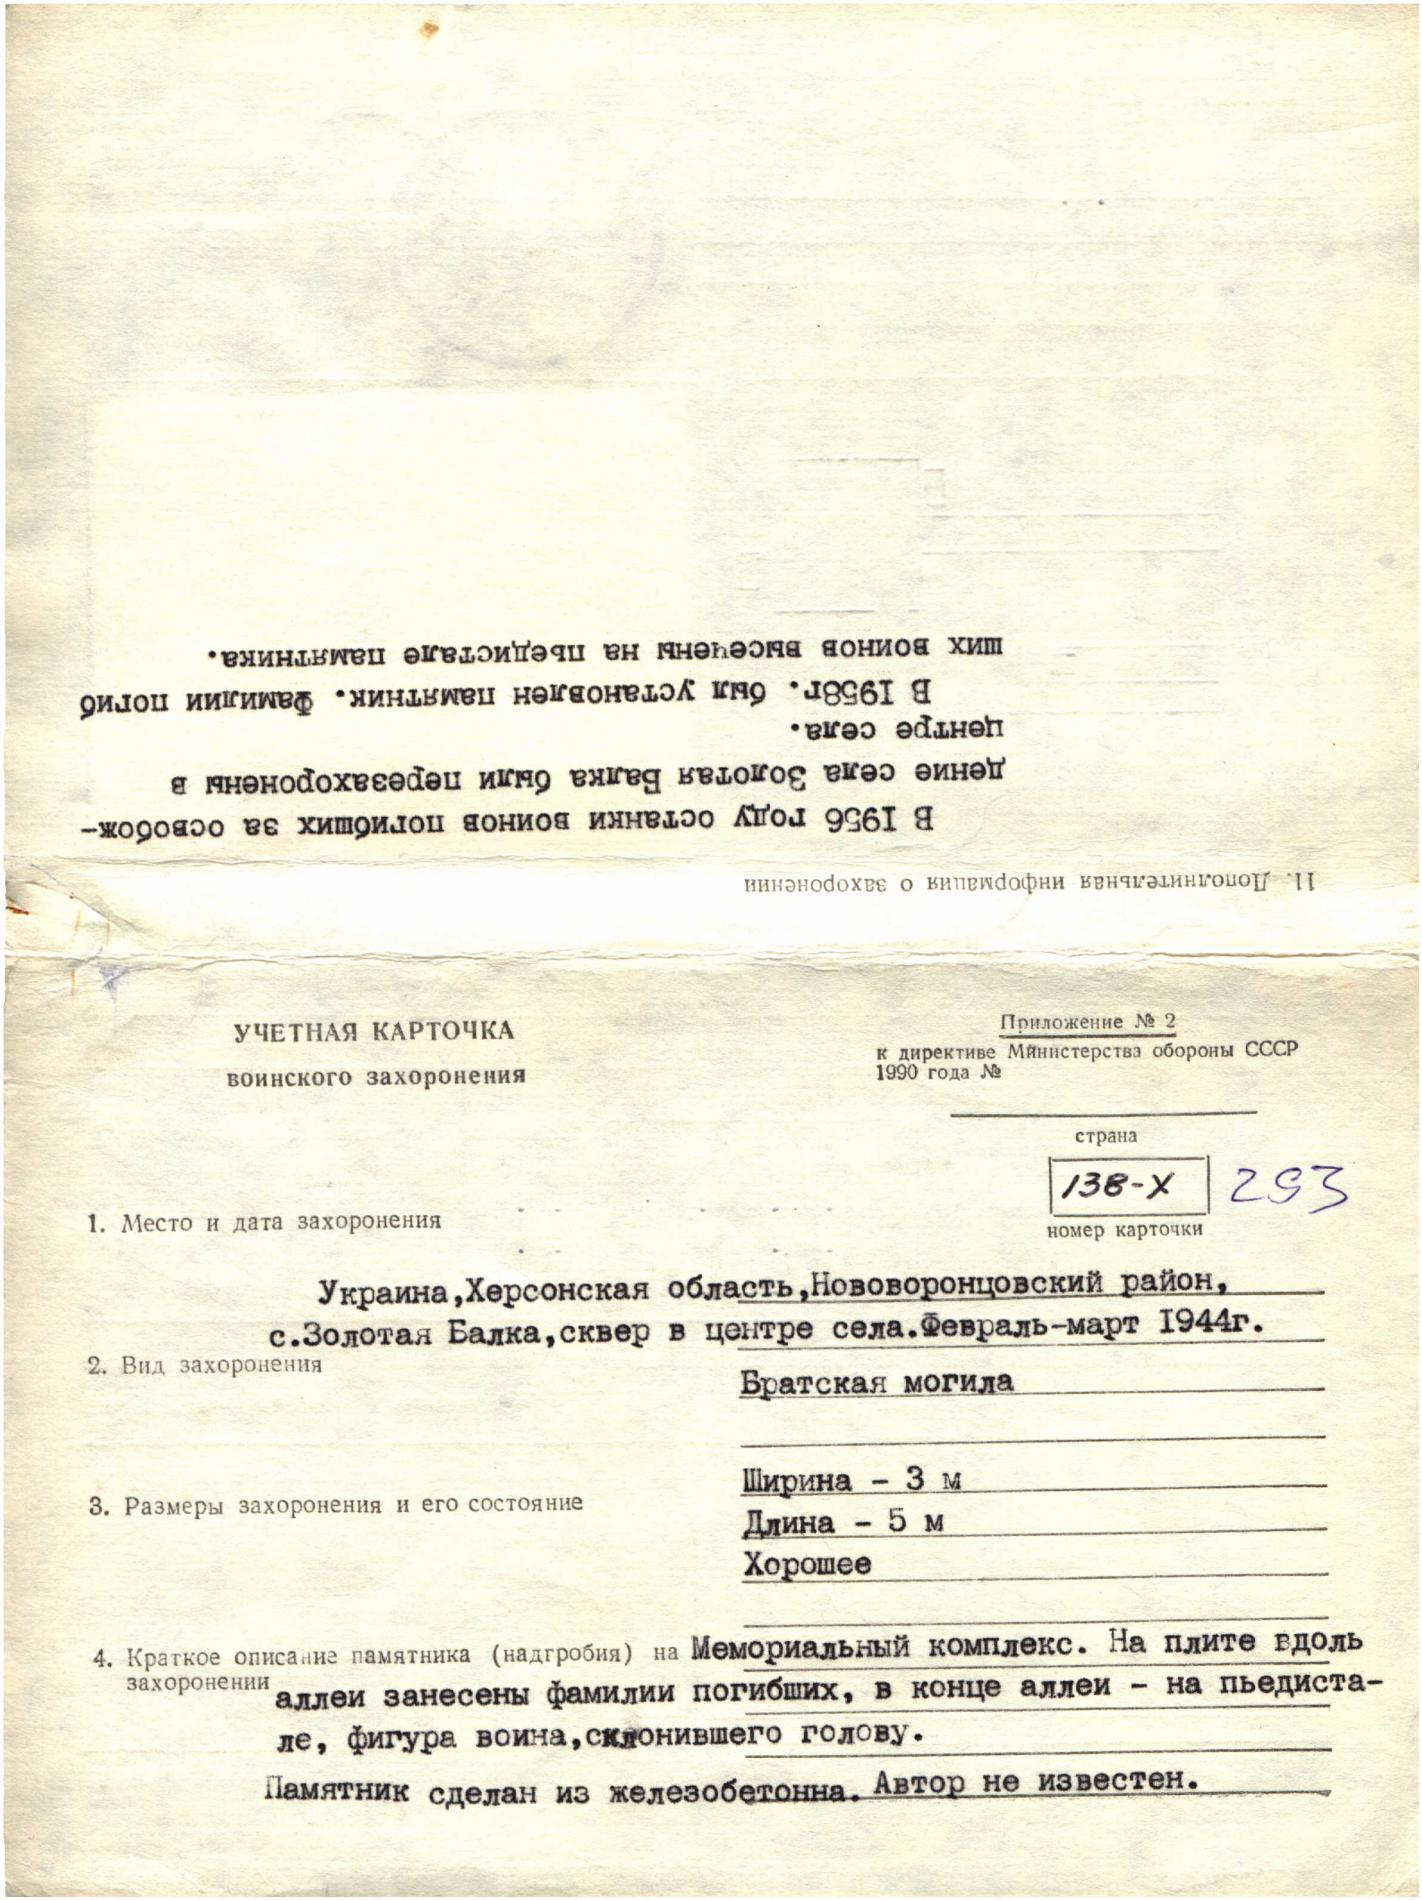 УЧЕТНАЯ КАРТОЧКА
воинского захоронения
Приложение № 2
к директиве Министерства обороны СССР
1990 года №
страна
138-X 293
номер карточки
1. Место и дата захоронения
Украина,Херсонская область,Нововоронцовский район,
с.Золотая Балка,сквер в центре села.Февраль-март 1944г.
2. Вид захоронения
Братская могила
3. Размеры захоронения и его состояние
Ширина - 3 м
Длина - 5 м
Хорошее
4. Краткое описание памятника (надгробия) на Мемориальный комплекс. На плите вдоль
захоронении аллеи занесены фамилии погибших, в конце аллеи - на пьедиста-
ле, фигура воина,склонившего голову.
Памятник сделан из железобетонна. Автор не известен.
11. Дополнительная информация о захоронении
В 1956 году останки воинов погибших за освобож-
дение села Золотая Балка были перезахоронены в
центре села.
В 1958г. был установлен памятник. Фамилии погиб
ших воинов высечены на пьедистале памятника.